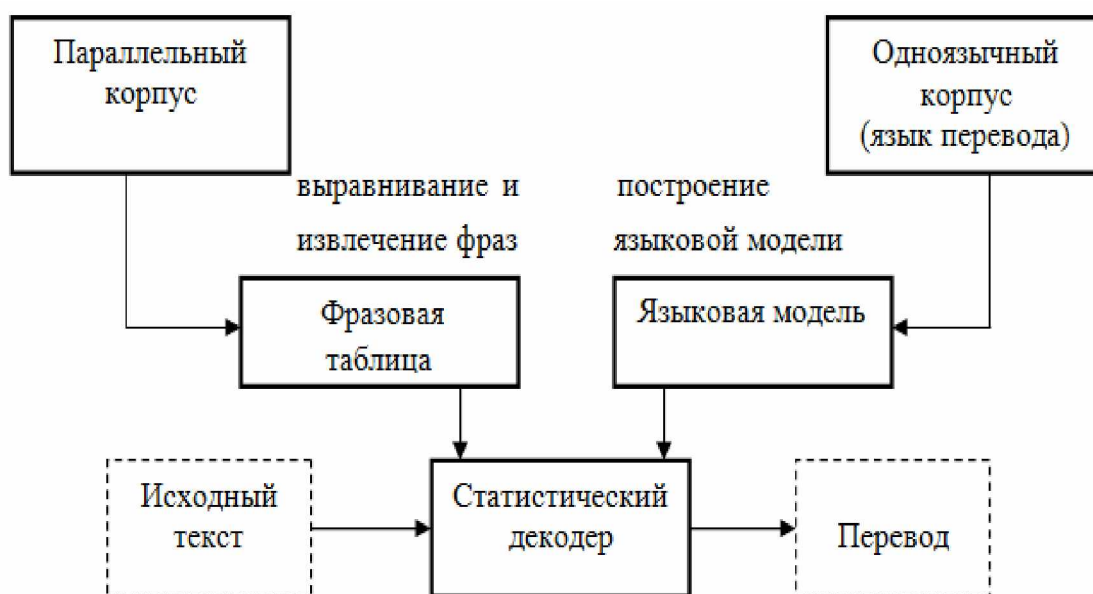 Параллельный
корпус
Одноязычный
корпус
(язык перевода)
выравнивание и
извлечение фраз
построение
языковой модели
Фразовая
таблица
Языковая модель
Исходный
текст
Статистический
декодер
Перевод